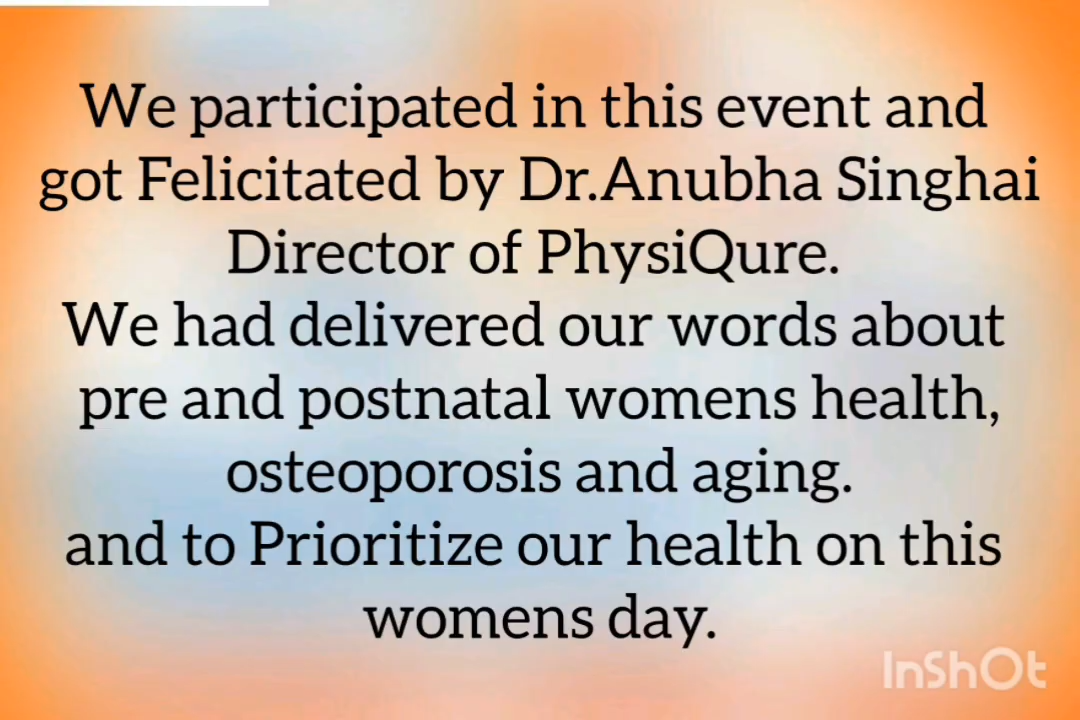 We participated in this event and
got Felicitated by Dr.Anubha Singhai
Director of PhysiQure.
We had delivered our words about
pre and postnatal womens health,
osteoporosis and aging.
and to Prioritize our health on this
womens day.
InShOt